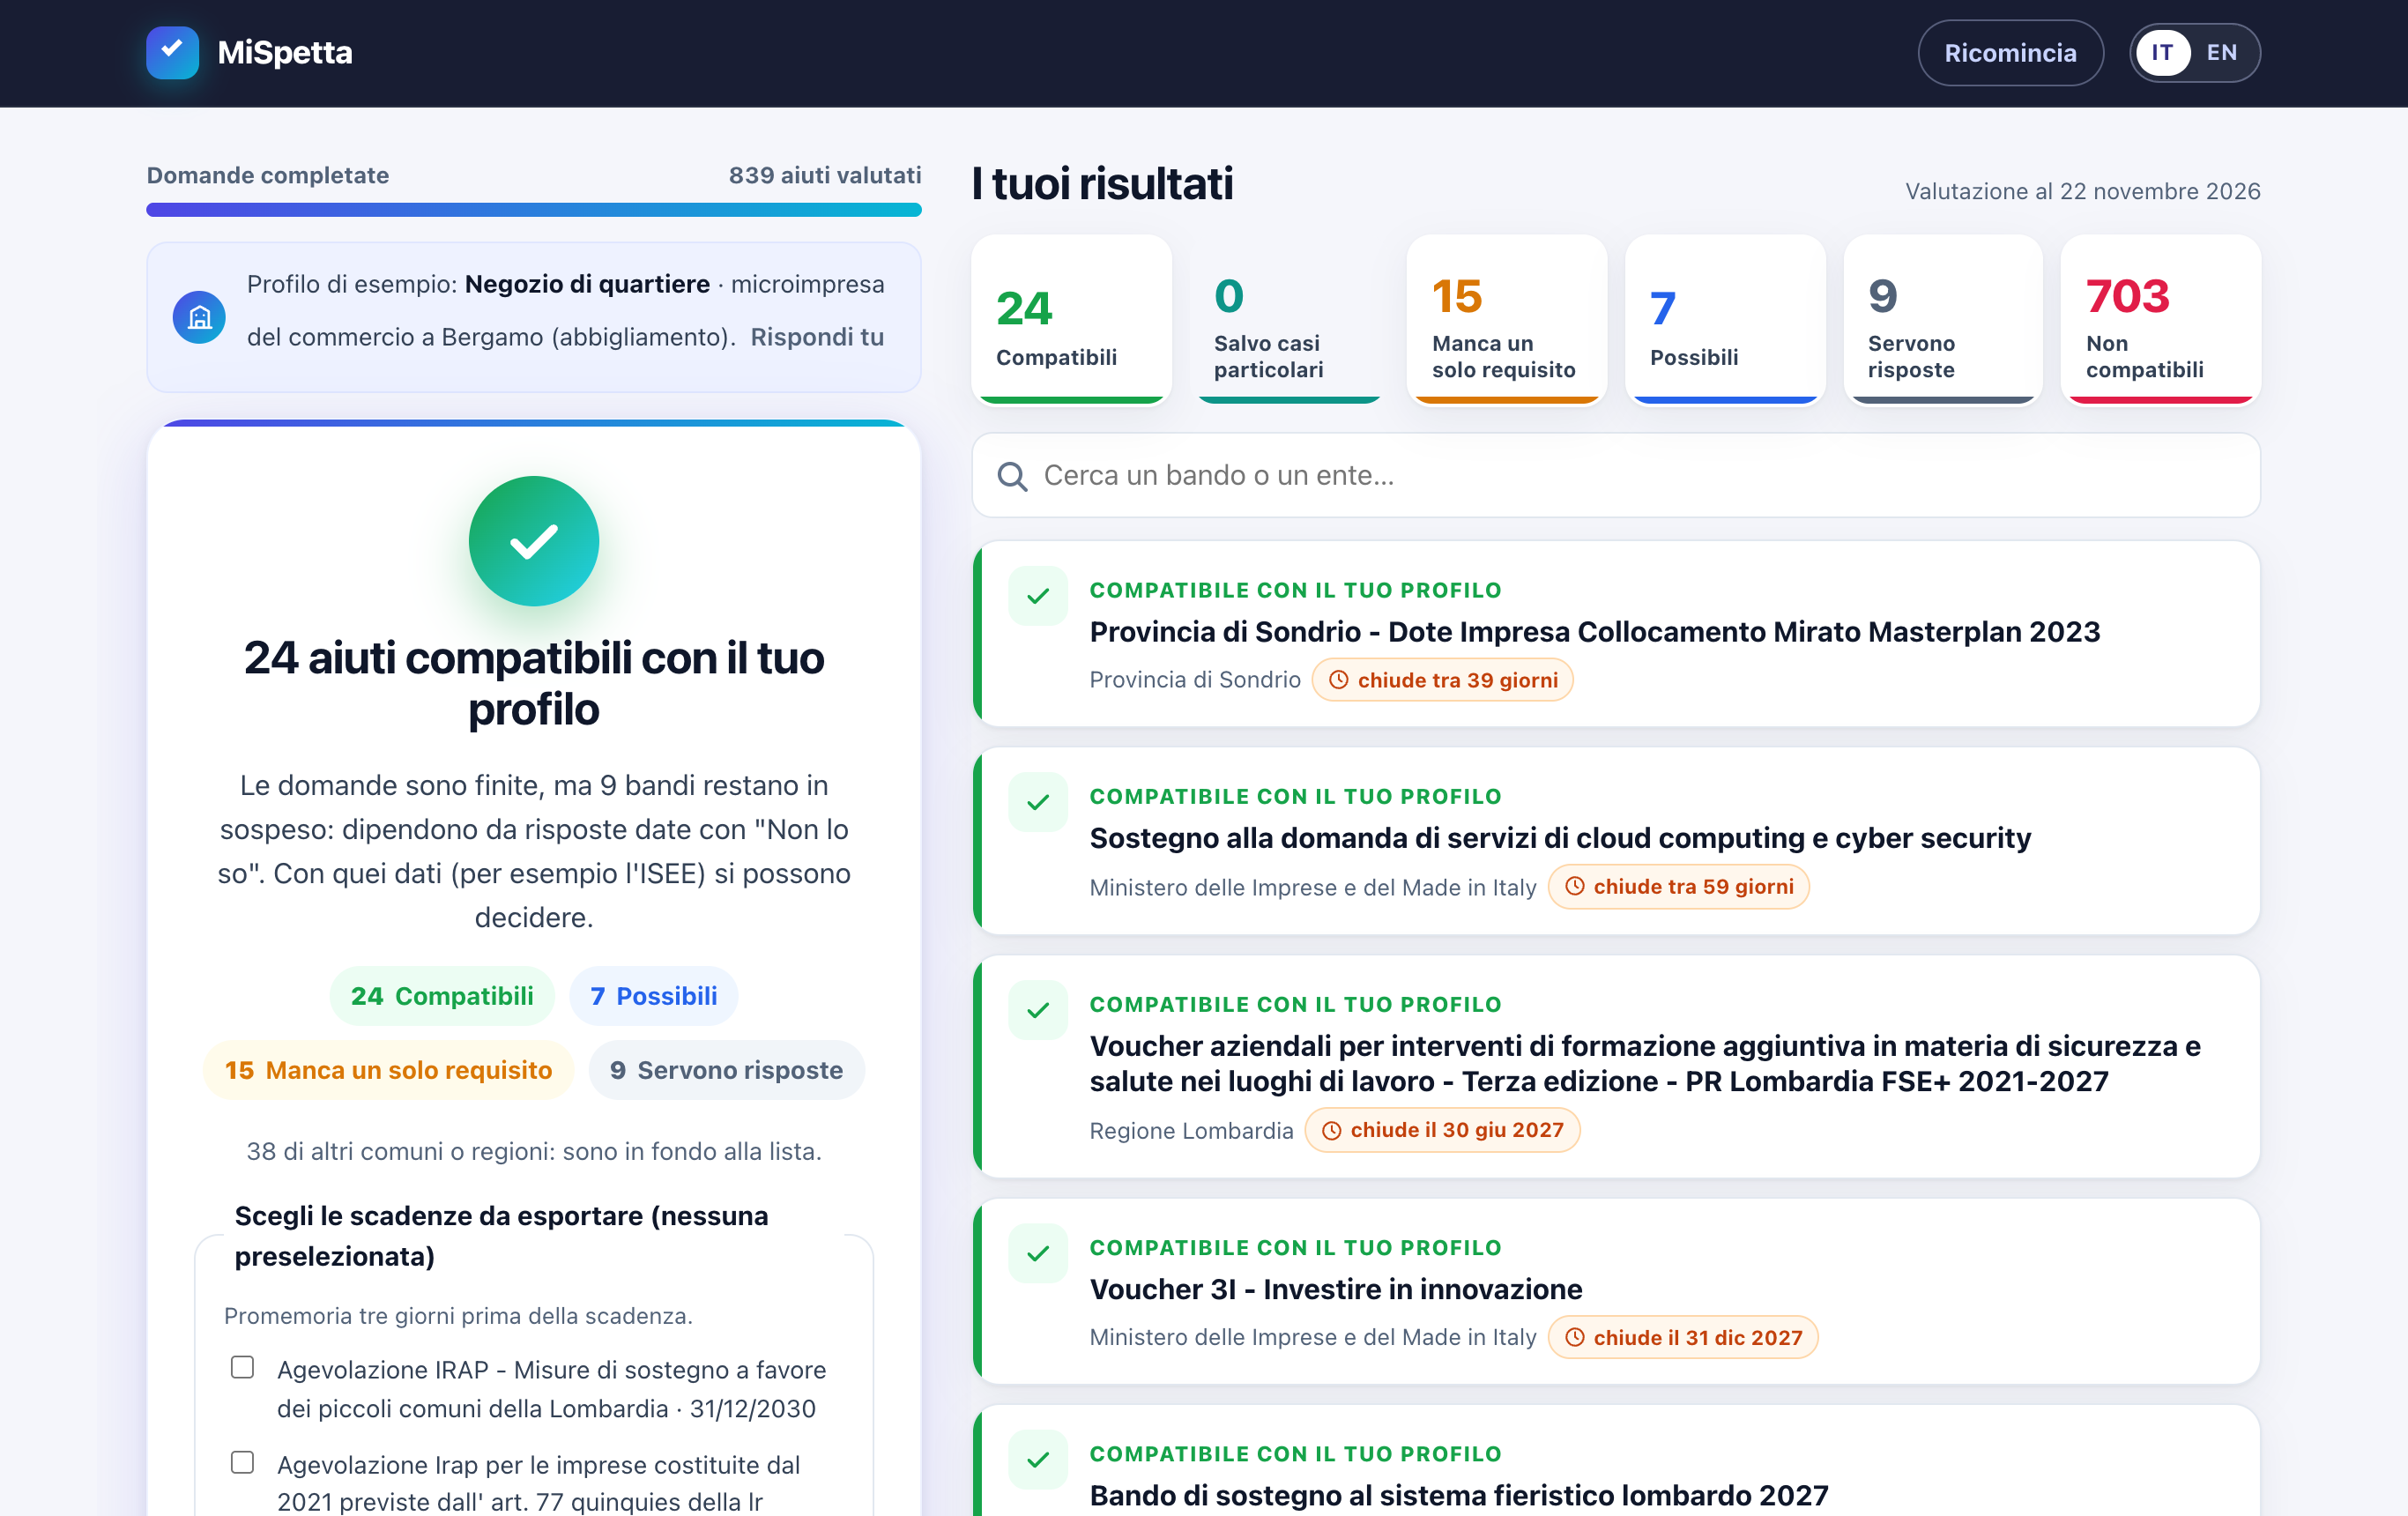 MiSpetta
Ricomincia
IT EN
Domande completate
839 aiuti valutati
Profilo di esempio: Negozio di quartiere · microimpresa
del commercio a Bergamo (abbigliamento). Rispondi tu
24 aiuti compatibili con il tuo
profilo
Le domande sono finite, ma 9 bandi restano in
sospeso: dipendono da risposte date con "Non lo
so". Con quei dati (per esempio l'ISEE) si possono
decidere.
24 Compatibili
7 Possibili
15 Manca un solo requisito
9 Servono risposte
38 di altri comuni o regioni: sono in fondo alla lista.
Scegli le scadenze da esportare (nessuna
preselezionata)
Promemoria tre giorni prima della scadenza.
Agevolazione IRAP - Misure di sostegno a favore
dei piccoli comuni della Lombardia · 31/12/2030
Agevolazione Irap per le imprese costituite dal
2021 previste dall' art. 77 quinquies della lr
I tuoi risultati
Valutazione al 22 novembre 2026
24
Compatibili
0
Salvo casi
particolari
15
Manca un
solo requisito
7
Possibili
9
Servono
risposte
703
Non
compatibili
Cerca un bando o un ente...
COMPATIBILE CON IL TUO PROFILO
Provincia di Sondrio - Dote Impresa Collocamento Mirato Masterplan 2023
Provincia di Sondrio
chiude tra 39 giorni
COMPATIBILE CON IL TUO PROFILO
Sostegno alla domanda di servizi di cloud computing e cyber security
Ministero delle Imprese e del Made in Italy
chiude tra 59 giorni
COMPATIBILE CON IL TUO PROFILO
Voucher aziendali per interventi di formazione aggiuntiva in materia di sicurezza e
salute nei luoghi di lavoro - Terza edizione - PR Lombardia FSE+ 2021-2027
Regione Lombardia
chiude il 30 giu 2027
COMPATIBILE CON IL TUO PROFILO
Voucher 3I - Investire in innovazione
Ministero delle Imprese e del Made in Italy
chiude il 31 dic 2027
COMPATIBILE CON IL TUO PROFILO
Bando di sostegno al sistema fieristico lombardo 2027